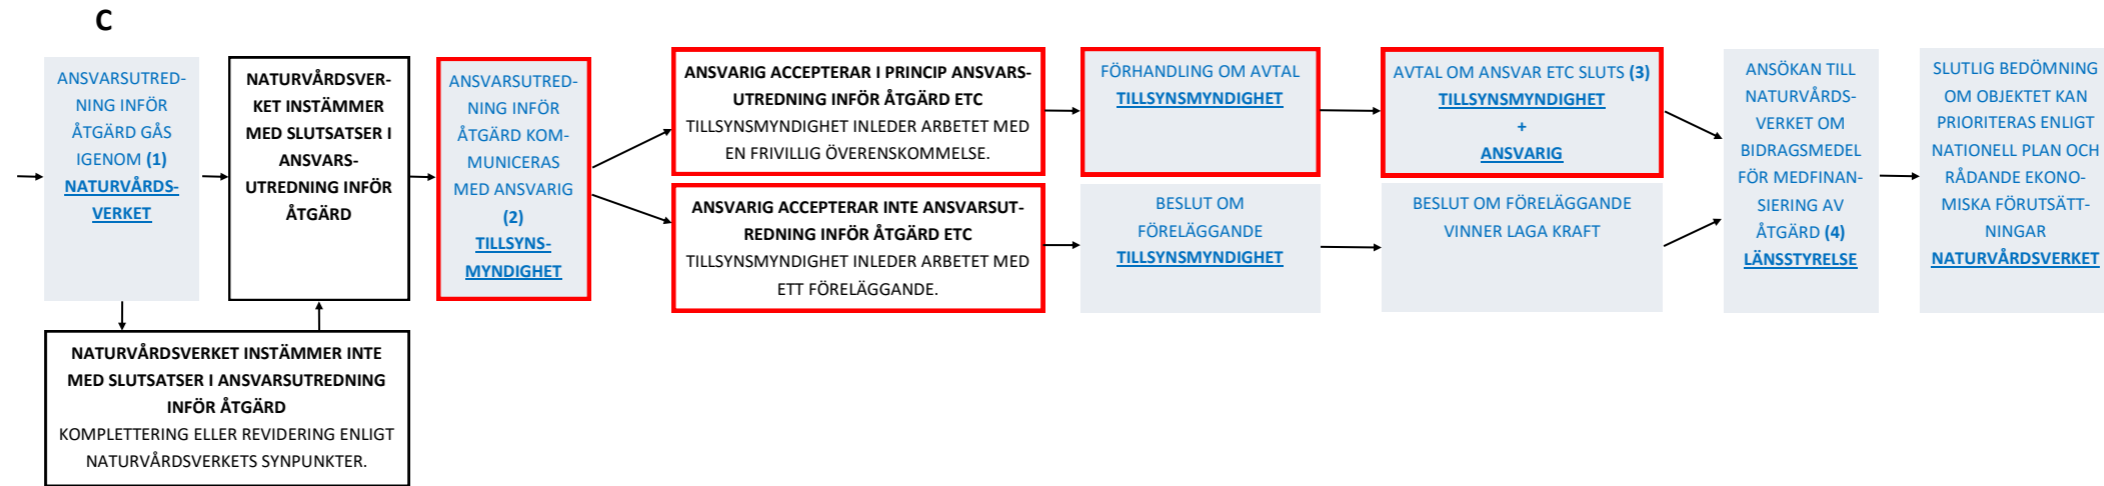 C
ANSVARSUTRED-
NING INFÖR
ÅTGÄRD GÅS
IGENOM (1)
NATURVÅRDS-
VERKET
NATURVÅRDSVER-
KET INSTÄMMER
MED SLUTSATSER I
ANSVARS-
UTREDNING INFÖR
ÅTGÄRD
NATURVÅRDSVERKET INSTÄMMER INTE
MED SLUTSATSER I ANSVARSUTREDNING
INFÖR ÅTGÄRD
KOMPLETTERING ELLER REVIDERING ENLIGT
NATURVÅRDSVERKETS SYNPUNKTER.
ANSVARSUTRED-
NING INFÖR
ÅTGÄRD KOM-
MUNICERAS
MED ANSVARIG
(2)
TILLSYNS-
MYNDIGHET
ANSVARIG ACCEPTERAR I PRINCIP ANSVARS-
UTREDNING INFÖR ÅTGÄRD ETC
TILLSYNSMYNDIGHET INLEDER ARBETET MED
EN FRIVILLIG ÖVERENSKOMMELSE.
ANSVARIG ACCEPTERAR INTE ANSVARSUT-
REDNING INFÖR ÅTGÄRD ETC
TILLSYNSMYNDIGHET INLEDER ARBETET MED
ETT FÖRELÄGGANDE.
FÖRHANDLING OM AVTAL
TILLSYNSMYNDIGHET
BESLUT OM
FÖRELÄGGANDE
TILLSYNSMYNDIGHET
AVTAL OM ANSVAR ETC SLUTS (3)
TILLSYNSMYNDIGHET
+
ANSVARIG
BESLUT OM FÖRELÄGGANDE
VINNER LAGA KRAFT
ANSÖKAN TILL
NATURVÅRDS-
VERKET OM
BIDRAGSMEDEL
FÖR MEDFINAN-
SIERING AV
ÅTGÄRD (4)
LÄNSSTYRELSE
SLUTLIG BEDÖMNING
OM OBJEKTET KAN
PRIORITERAS ENLIGT
NATIONELL PLAN OCH
RÅDANDE EKONO-
MISKA FÖRUTSÄTT-
NINGAR
NATURVÅRDSVERKET